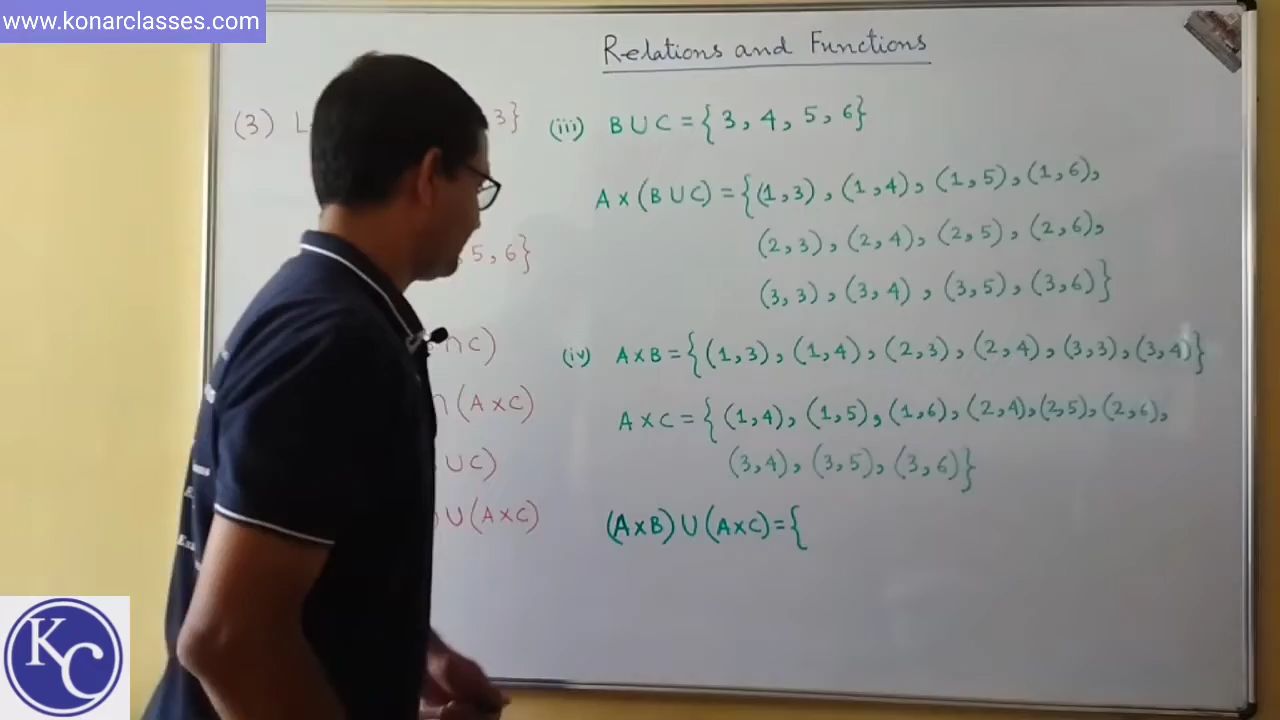 www.konarclasses.com
Relations and Functions
(3) L 3}
5, 6}
∩C)
∩(A×C)
∪C)
∪(A×C)
(iii) B∪C = {3, 4, 5, 6}
A×(B∪C) = {(1,3), (1,4), (1,5), (1,6),
(2,3), (2,4), (2,5), (2,6),
(3,3), (3,4), (3,5), (3,6)}
(iv) A×B = {(1,3), (1,4), (2,3), (2,4), (3,3), (3,4)}
A×C = {(1,4), (1,5), (1,6), (2,4), (2,5), (2,6),
(3,4), (3,5), (3,6)}
(A×B)∪(A×C) = {
KC